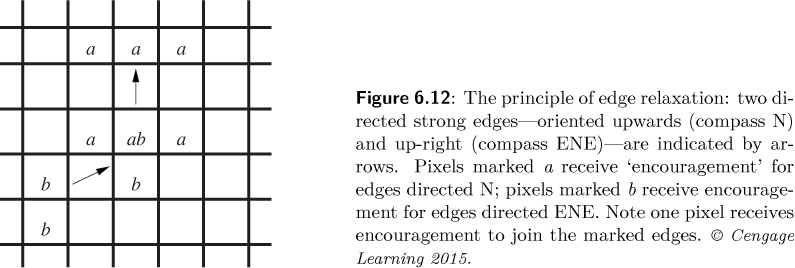 a a a
a ab a
b b
b
Figure 6.12: The principle of edge relaxation: two di-
rected strong edges—oriented upwards (compass N)
and up-right (compass ENE)—are indicated by ar-
rows. Pixels marked a receive ‘encouragement’ for
edges directed N; pixels marked b receive encourage-
ment for edges directed ENE. Note one pixel receives
encouragement to join the marked edges. © Cengage
Learning 2015.